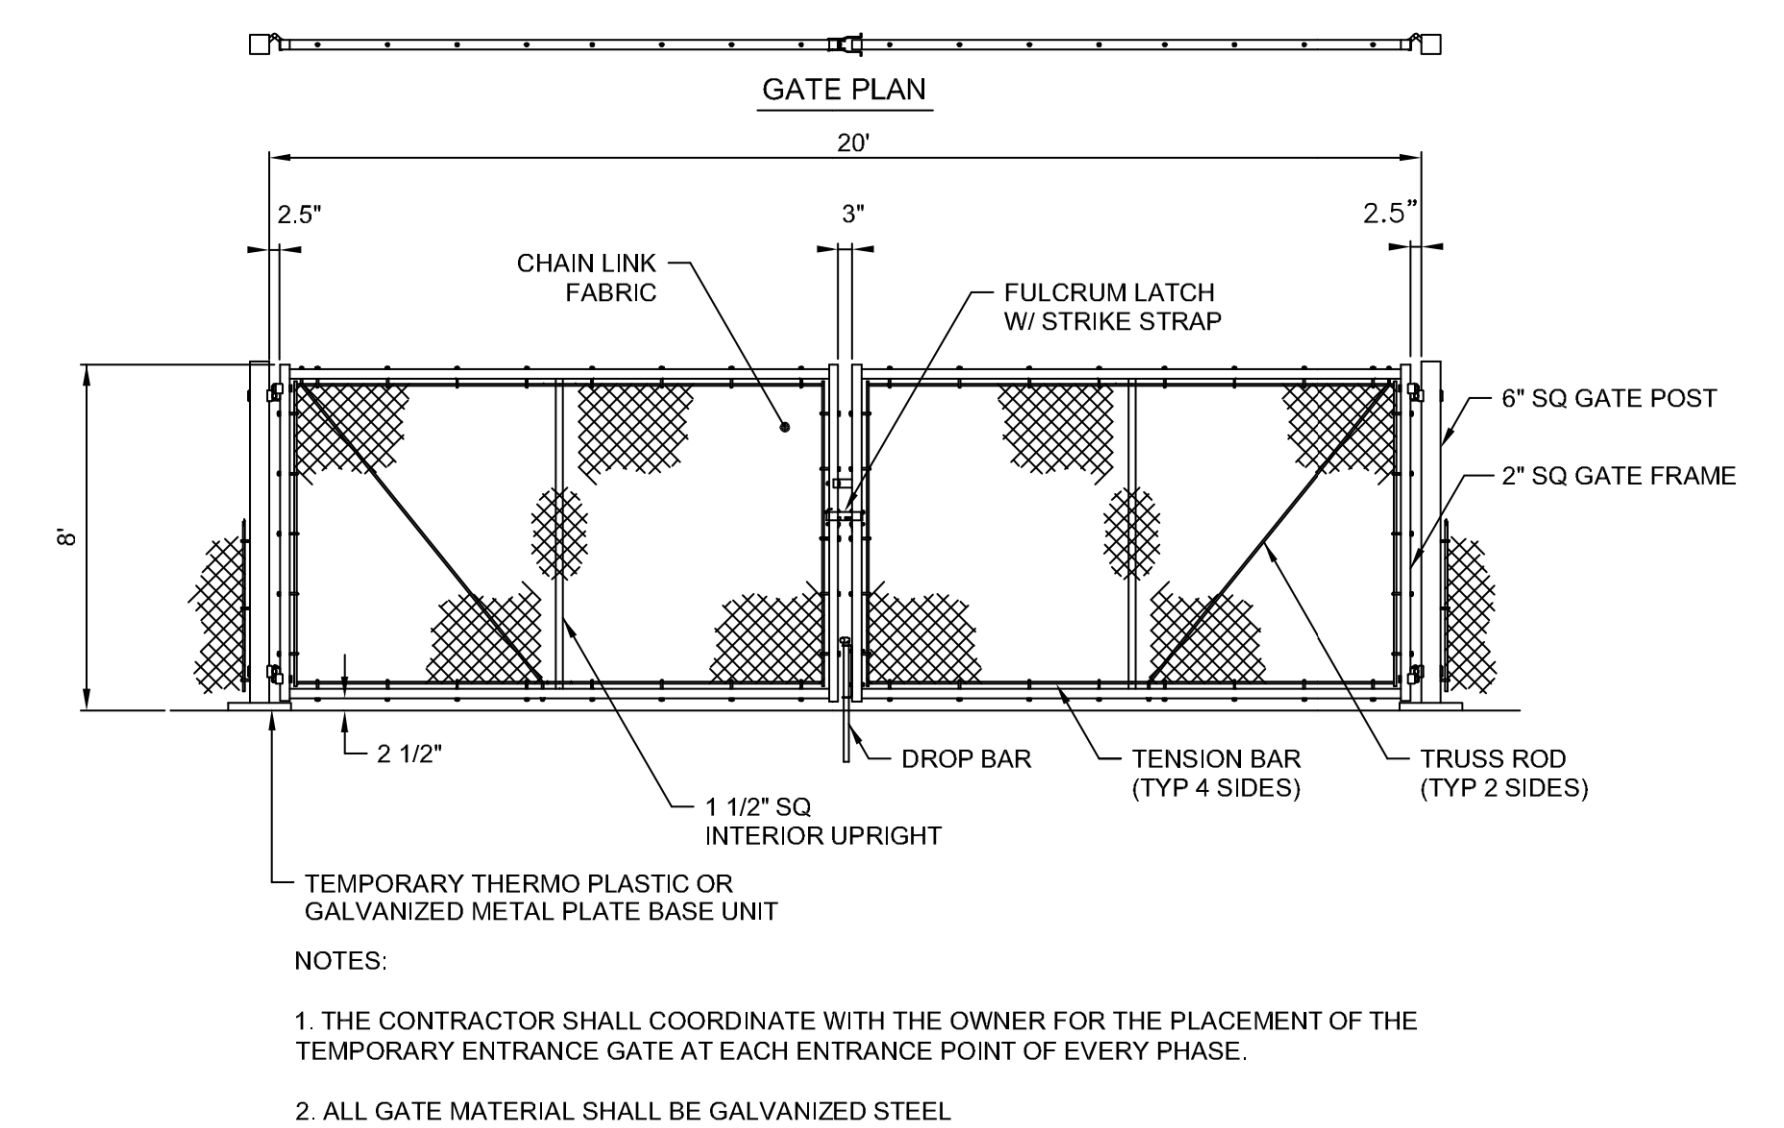 GATE PLAN
20'
2.5"
3"
2.5”
CHAIN LINK
FABRIC
FULCRUM LATCH
W/ STRIKE STRAP
6" SQ GATE POST
2" SQ GATE FRAME
8'
2 1/2"
DROP BAR
TENSION BAR
(TYP 4 SIDES)
TRUSS ROD
(TYP 2 SIDES)
1 1/2" SQ
INTERIOR UPRIGHT
TEMPORARY THERMO PLASTIC OR
GALVANIZED METAL PLATE BASE UNIT
NOTES:
1. THE CONTRACTOR SHALL COORDINATE WITH THE OWNER FOR THE PLACEMENT OF THE
TEMPORARY ENTRANCE GATE AT EACH ENTRANCE POINT OF EVERY PHASE.
2. ALL GATE MATERIAL SHALL BE GALVANIZED STEEL